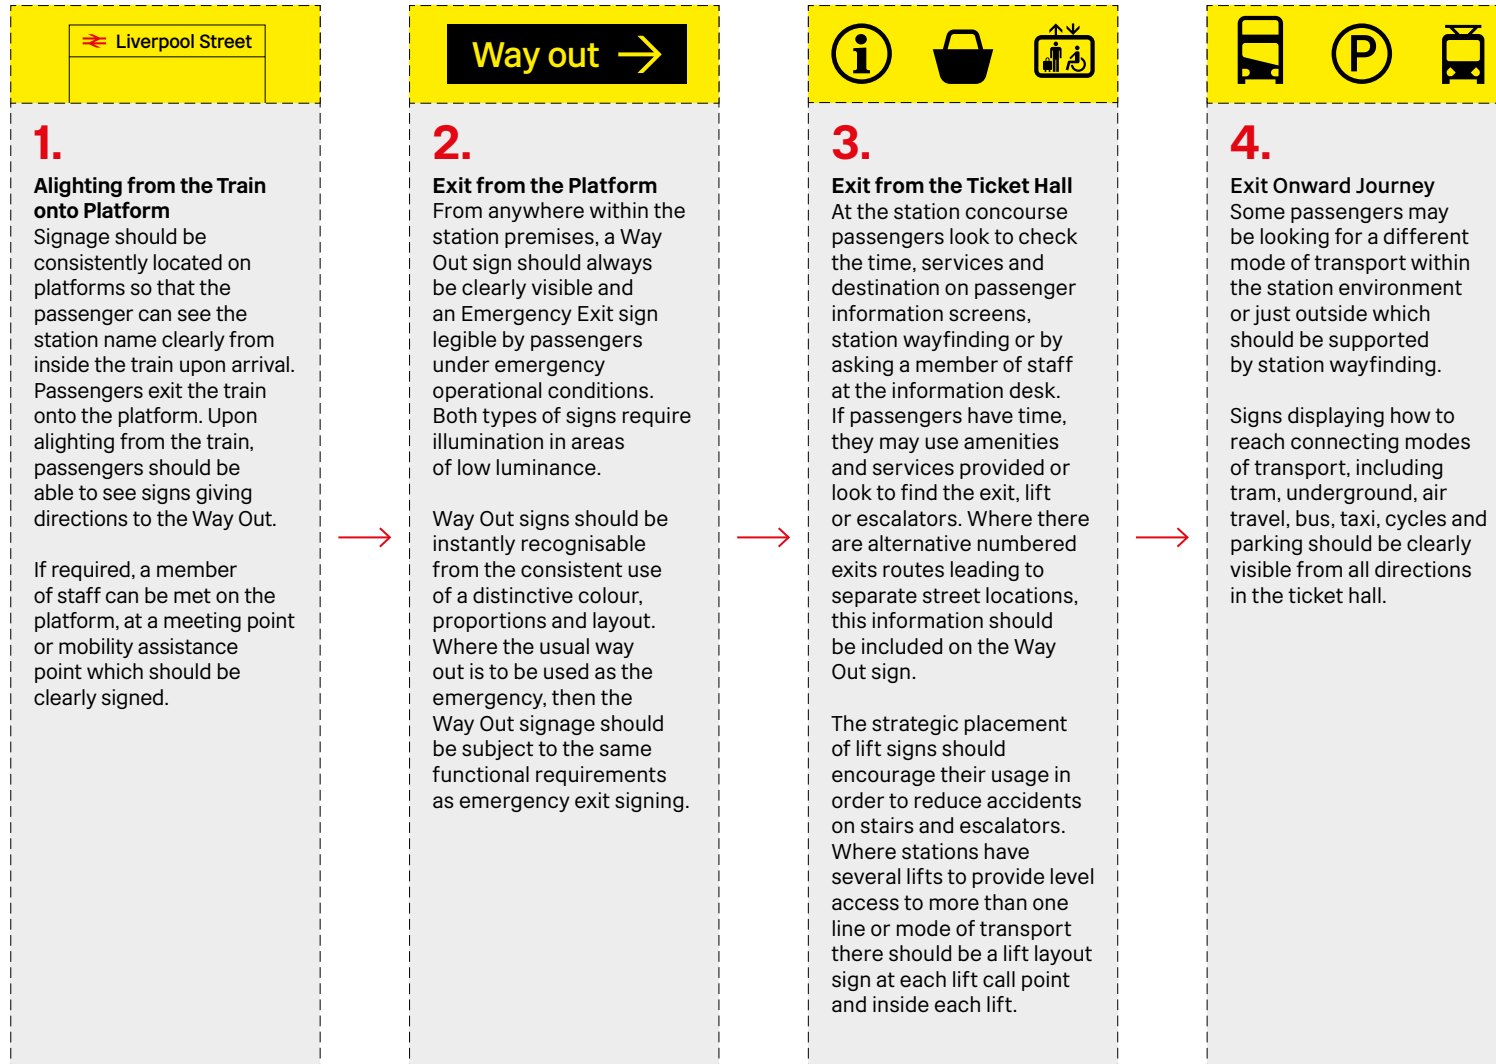 Liverpool Street
1.
Alighting from the Train
onto Platform
Signage should be
consistently located on
platforms so that the
passenger can see the
station name clearly from
inside the train upon arrival.
Passengers exit the train
onto the platform. Upon
alighting from the train,
passengers should be
able to see signs giving
directions to the Way Out.
If required, a member
of staff can be met on the
platform, at a meeting point
or mobility assistance
point which should be
clearly signed.
Way out →
2.
Exit from the Platform
From anywhere within the
station premises, a Way
Out sign should always
be clearly visible and
an Emergency Exit sign
legible by passengers
under emergency
operational conditions.
Both types of signs require
illumination in areas
of low luminance.
Way Out signs should be
instantly recognisable
from the consistent use
of a distinctive colour,
proportions and layout.
Where the usual way
out is to be used as the
emergency, then the
Way Out signage should
be subject to the same
functional requirements
as emergency exit signing.
i
3.
Exit from the Ticket Hall
At the station concourse
passengers look to check
the time, services and
destination on passenger
information screens,
station wayfinding or by
asking a member of staff
at the information desk.
If passengers have time,
they may use amenities
and services provided or
look to find the exit, lift
or escalators. Where there
are alternative numbered
exits routes leading to
separate street locations,
this information should
be included on the Way
Out sign.
The strategic placement
of lift signs should
encourage their usage in
order to reduce accidents
on stairs and escalators.
Where stations have
several lifts to provide level
access to more than one
line or mode of transport
there should be a lift layout
sign at each lift call point
and inside each lift.
P
4.
Exit Onward Journey
Some passengers may
be looking for a different
mode of transport within
the station environment
or just outside which
should be supported
by station wayfinding.
Signs displaying how to
reach connecting modes
of transport, including
tram, underground, air
travel, bus, taxi, cycles and
parking should be clearly
visible from all directions
in the ticket hall.